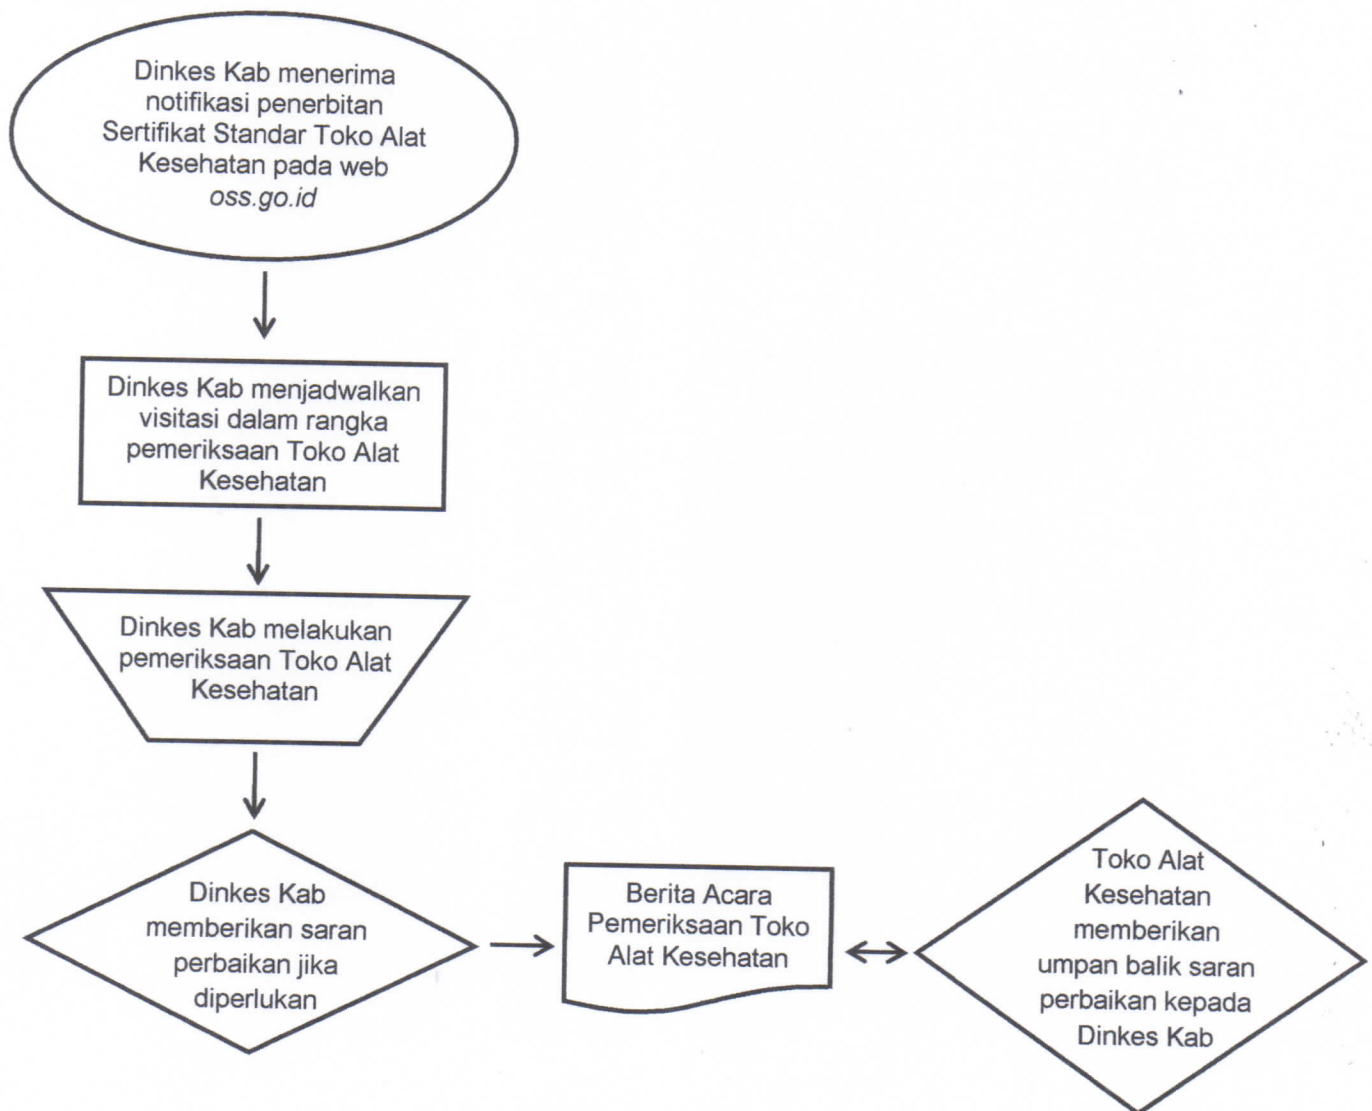 Dinkes Kab menerima
notifikasi penerbitan
Sertifikat Standar Toko Alat
Kesehatan pada web
oss.go.id
Dinkes Kab menjadwalkan
visitasi dalam rangka
pemeriksaan Toko Alat
Kesehatan
Dinkes Kab melakukan
pemeriksaan Toko Alat
Kesehatan
Dinkes Kab
memberikan saran
perbaikan jika
diperlukan
Berita Acara
Pemeriksaan Toko
Alat Kesehatan
Toko Alat
Kesehatan
memberikan
umpan balik saran
perbaikan kepada
Dinkes Kab